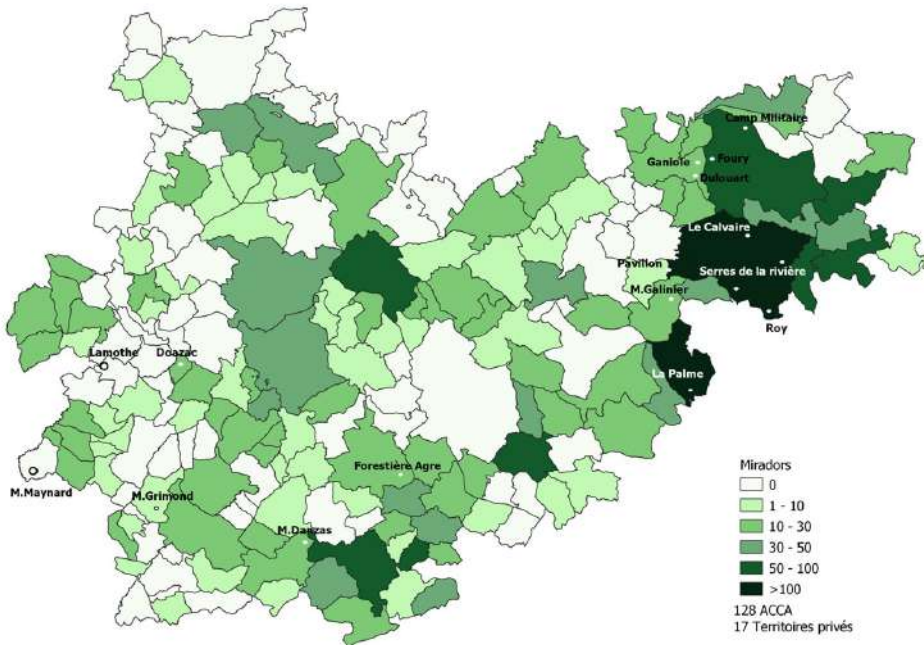 Camp Militaire
Ganiole
Foury
Dulouart
Le Calvaire
Pavillon
Serres de la rivière
M.Galinier
Roy
Lamothe
Doazac
La Palme
Forestière Agre
M.Maynard
M.Grimond
M.Danzas
Miradors
0
1 - 10
10 - 30
30 - 50
50 - 100
>100
128 ACCA
17 Territoires privés